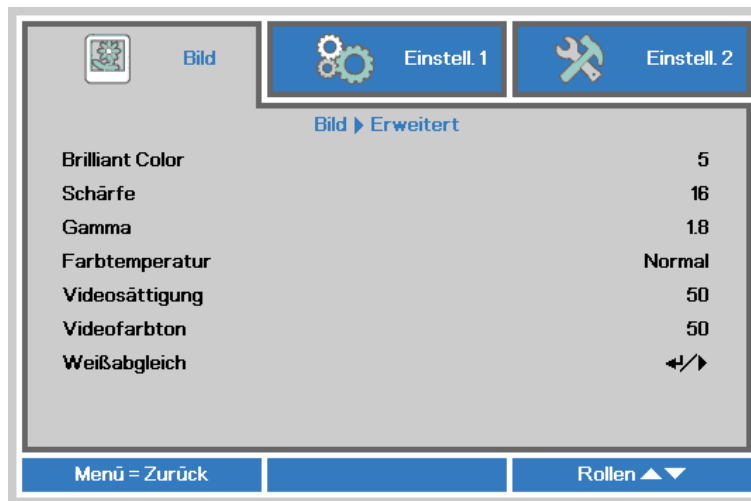 Bild
Einstell. 1
Einstell. 2
Bild ▶ Erweitert
Brilliant Color 5
Schärfe 16
Gamma 1.8
Farbtemperatur Normal
Videosättigung 50
Videofarbton 50
Weißabgleich ↵/▶
Menü = Zurück
Rollen ▲▼